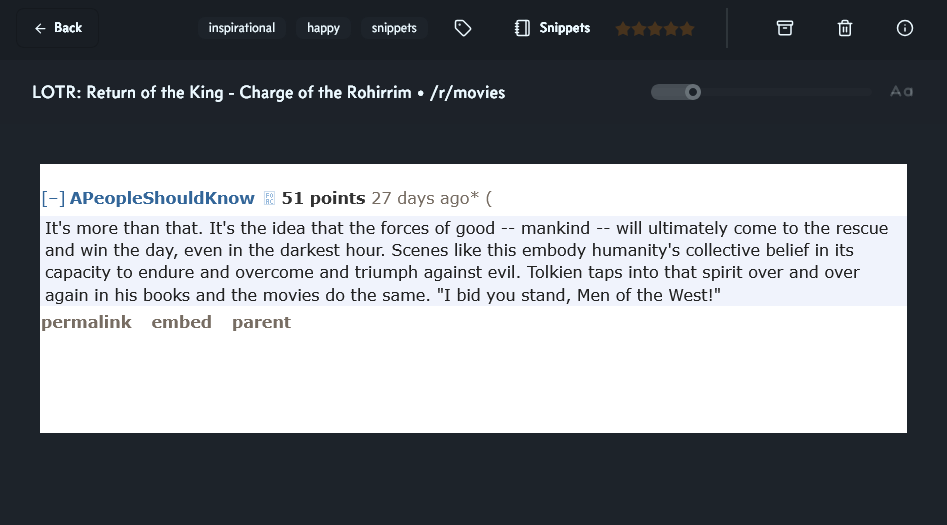 Back
inspirational
happy
snippets
Snippets
LOTR: Return of the King - Charge of the Rohirrim • /r/movies
Aa
[–] APeopleShouldKnow 51 points 27 days ago* (
It's more than that. It's the idea that the forces of good -- mankind -- will ultimately come to the rescue
and win the day, even in the darkest hour. Scenes like this embody humanity's collective belief in its
capacity to endure and overcome and triumph against evil. Tolkien taps into that spirit over and over
again in his books and the movies do the same. "I bid you stand, Men of the West!"
permalink embed parent